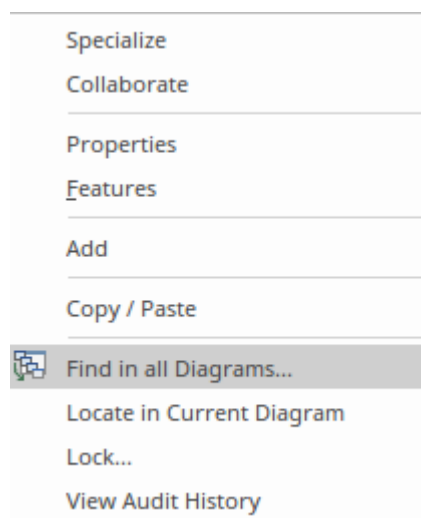 Specialize
Collaborate
Properties
Features
Add
Copy / Paste
Find in all Diagrams...
Locate in Current Diagram
Lock...
View Audit History